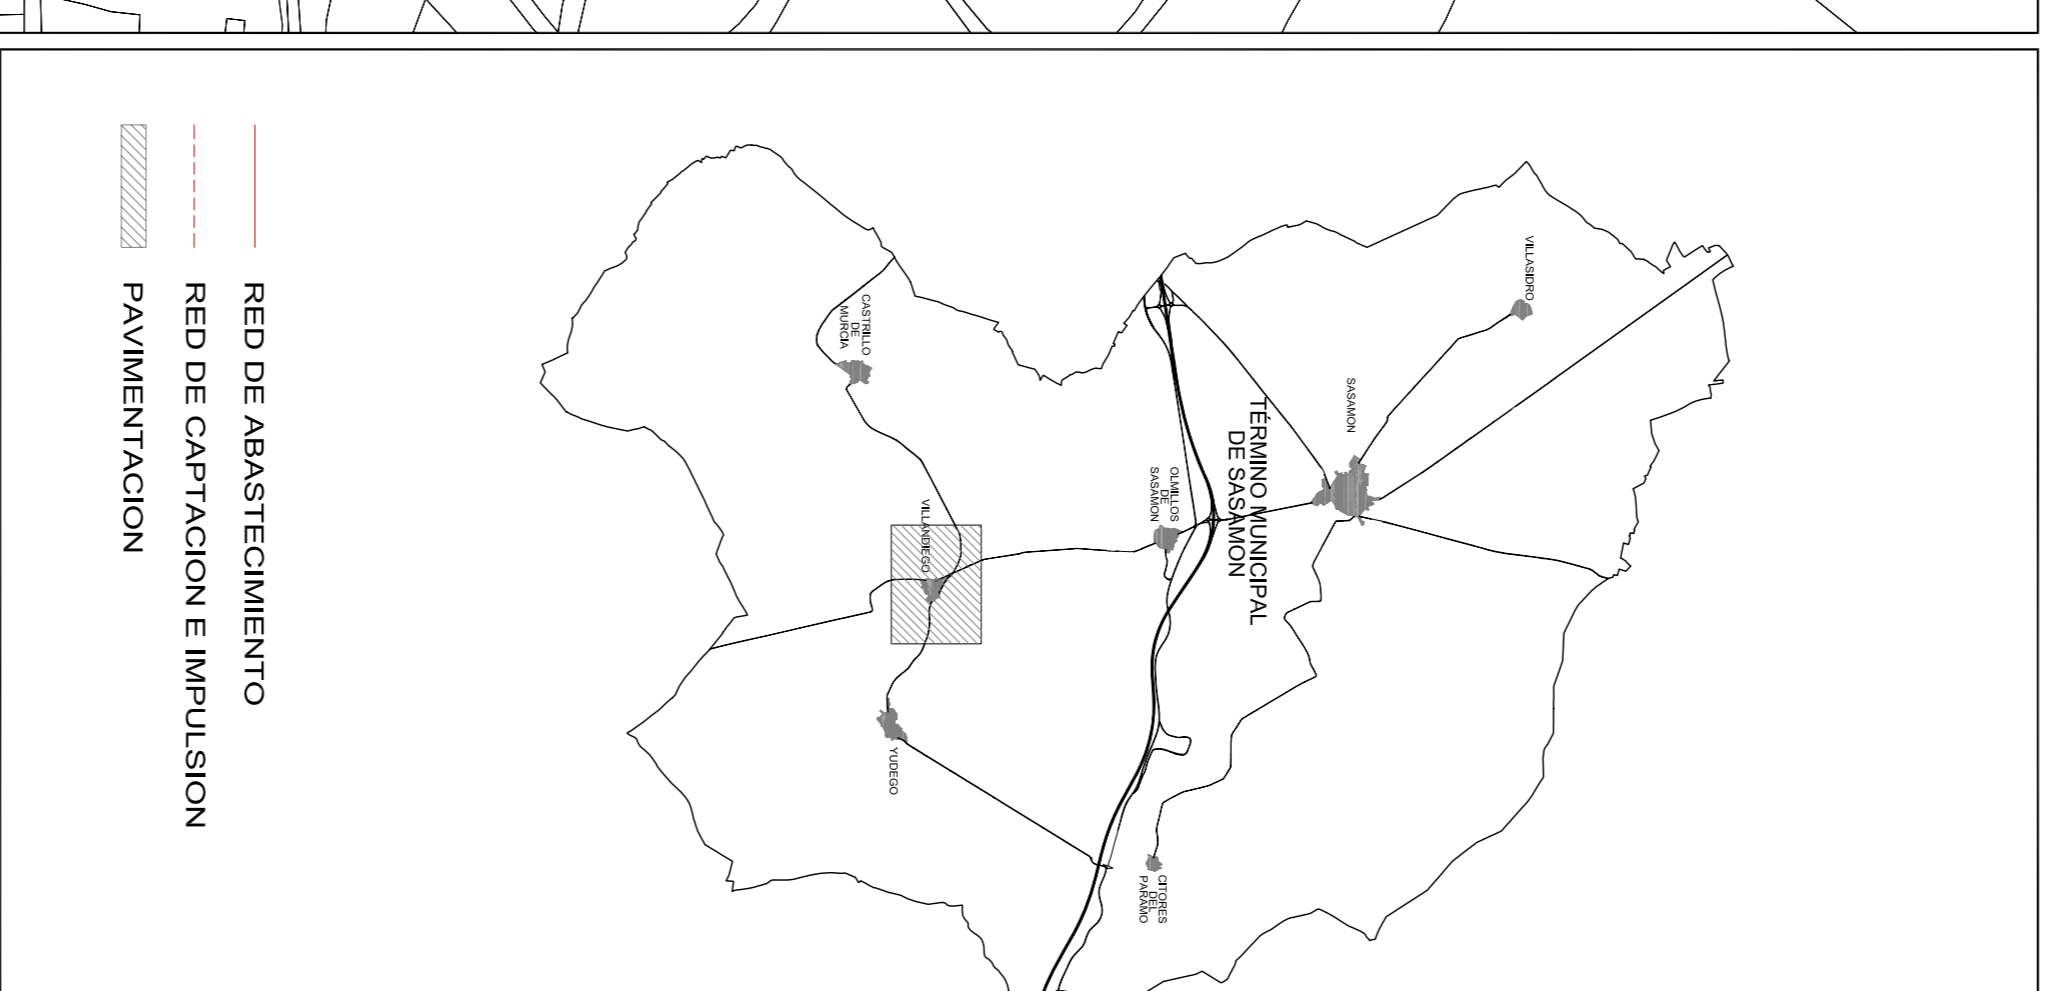 RED DE ABASTECIMIENTO
RED DE CAPTACION E IMPULSION
PAVIMENTACION
VILLASIDRO
SASAMON
TÉRMINO MUNICIPAL
DE SASAMON
OLMILLOS
DE
SASAMON
CASTRILLO
DE
MURCIA
VILLANDIEGO
YUDEGO
CITORES
DEL
PARAMO